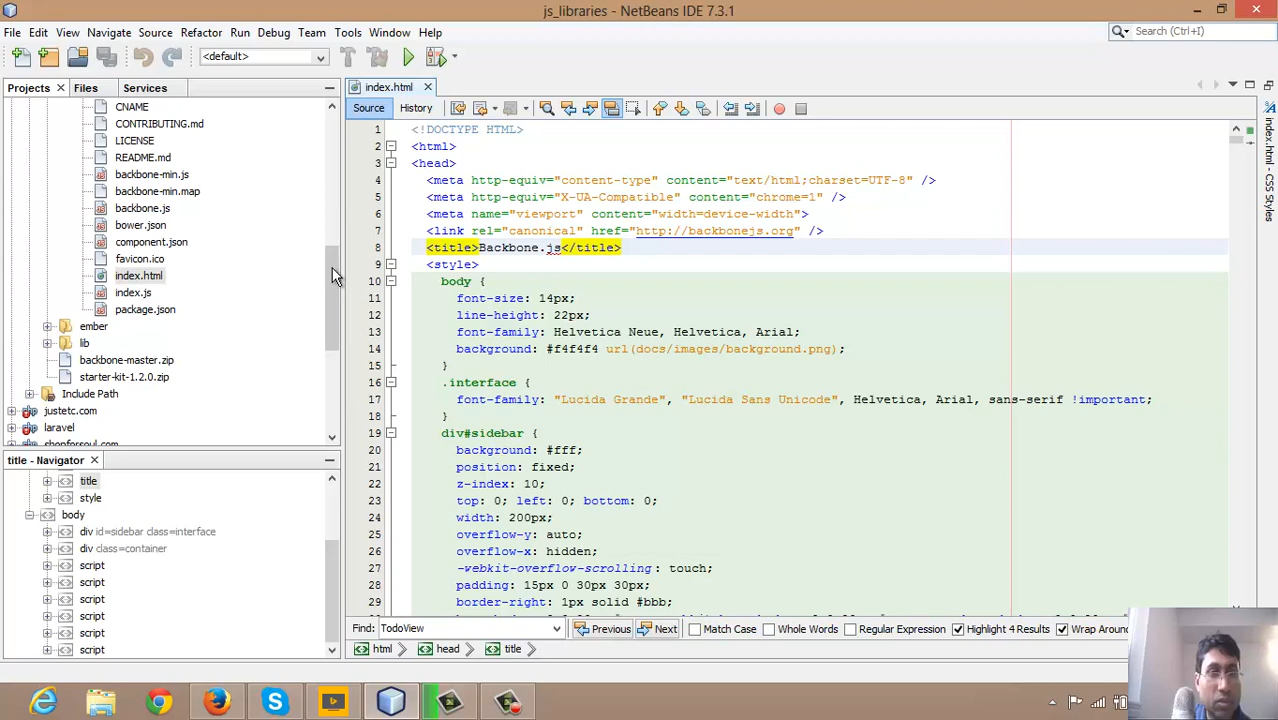 js_libraries - NetBeans IDE 7.3.1
File Edit View Navigate Source Refactor Run Debug Team Tools Window Help
Search (Ctrl+I)
<default>
Projects Files Services
CNAME
CONTRIBUTING.md
LICENSE
README.md
backbone-min.js
backbone-min.map
backbone.js
bower.json
component.json
favicon.ico
index.html
index.js
package.json
ember
lib
backbone-master.zip
starter-kit-1.2.0.zip
Include Path
justetc.com
laravel
shopforsoul.com
title - Navigator
title
style
body
div id=sidebar class=interface
div class=container
script
script
script
script
script
script
index.html
Source History
1 <!DOCTYPE HTML>
2 <html>
3 <head>
4 <meta http-equiv="content-type" content="text/html;charset=UTF-8" />
5 <meta http-equiv="X-UA-Compatible" content="chrome=1" />
6 <meta name="viewport" content="width=device-width">
7 <link rel="canonical" href="http://backbonejs.org" />
8 <title>Backbone.js</title>
9 <style>
10 body {
11 font-size: 14px;
12 line-height: 22px;
13 font-family: Helvetica Neue, Helvetica, Arial;
14 background: #f4f4f4 url(docs/images/background.png);
15 }
16 .interface {
17 font-family: "Lucida Grande", "Lucida Sans Unicode", Helvetica, Arial, sans-serif !important;
18 }
19 div#sidebar {
20 background: #fff;
21 position: fixed;
22 z-index: 10;
23 top: 0; left: 0; bottom: 0;
24 width: 200px;
25 overflow-y: auto;
26 overflow-x: hidden;
27 -webkit-overflow-scrolling: touch;
28 padding: 15px 0 30px 30px;
29 border-right: 1px solid #bbb;
Find: TodoView Previous Next Match Case Whole Words Regular Expression Highlight 4 Results Wrap Around
html head title
index.html - Source